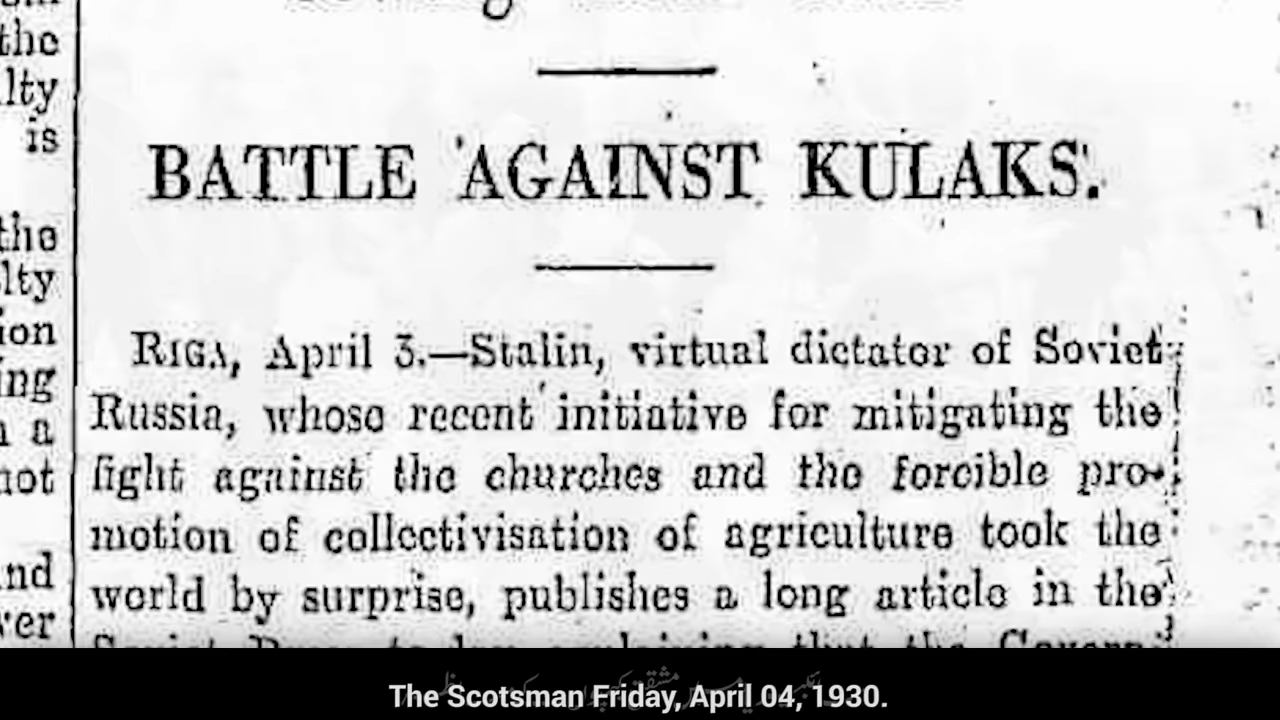 the
lty
is
the
lty
ion
ing
a
not
and
ver
BATTLE AGAINST KULAKS.
RIGA, April 3.—Stalin, virtual dictator of Soviet
Russia, whose recent initiative for mitigating the
fight against the churches and the forcible pro-
motion of collectivisation of agriculture took the
world by surprise, publishes a long article in the
The Scotsman Friday, April 04, 1930.